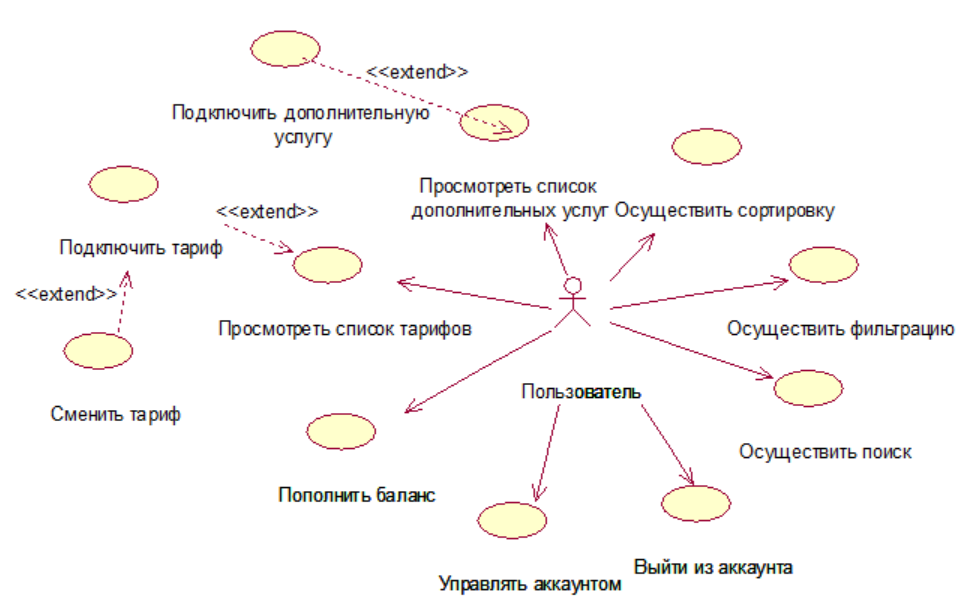 <<extend>>
Подключить дополнительную
услугу
Просмотреть список
дополнительных услуг
Осуществить сортировку
<<extend>>
Подключить тариф
<<extend>>
Просмотреть список тарифов
Осуществить фильтрацию
Сменить тариф
Пользователь
Осуществить поиск
Пополнить баланс
Управлять аккаунтом
Выйти из аккаунта